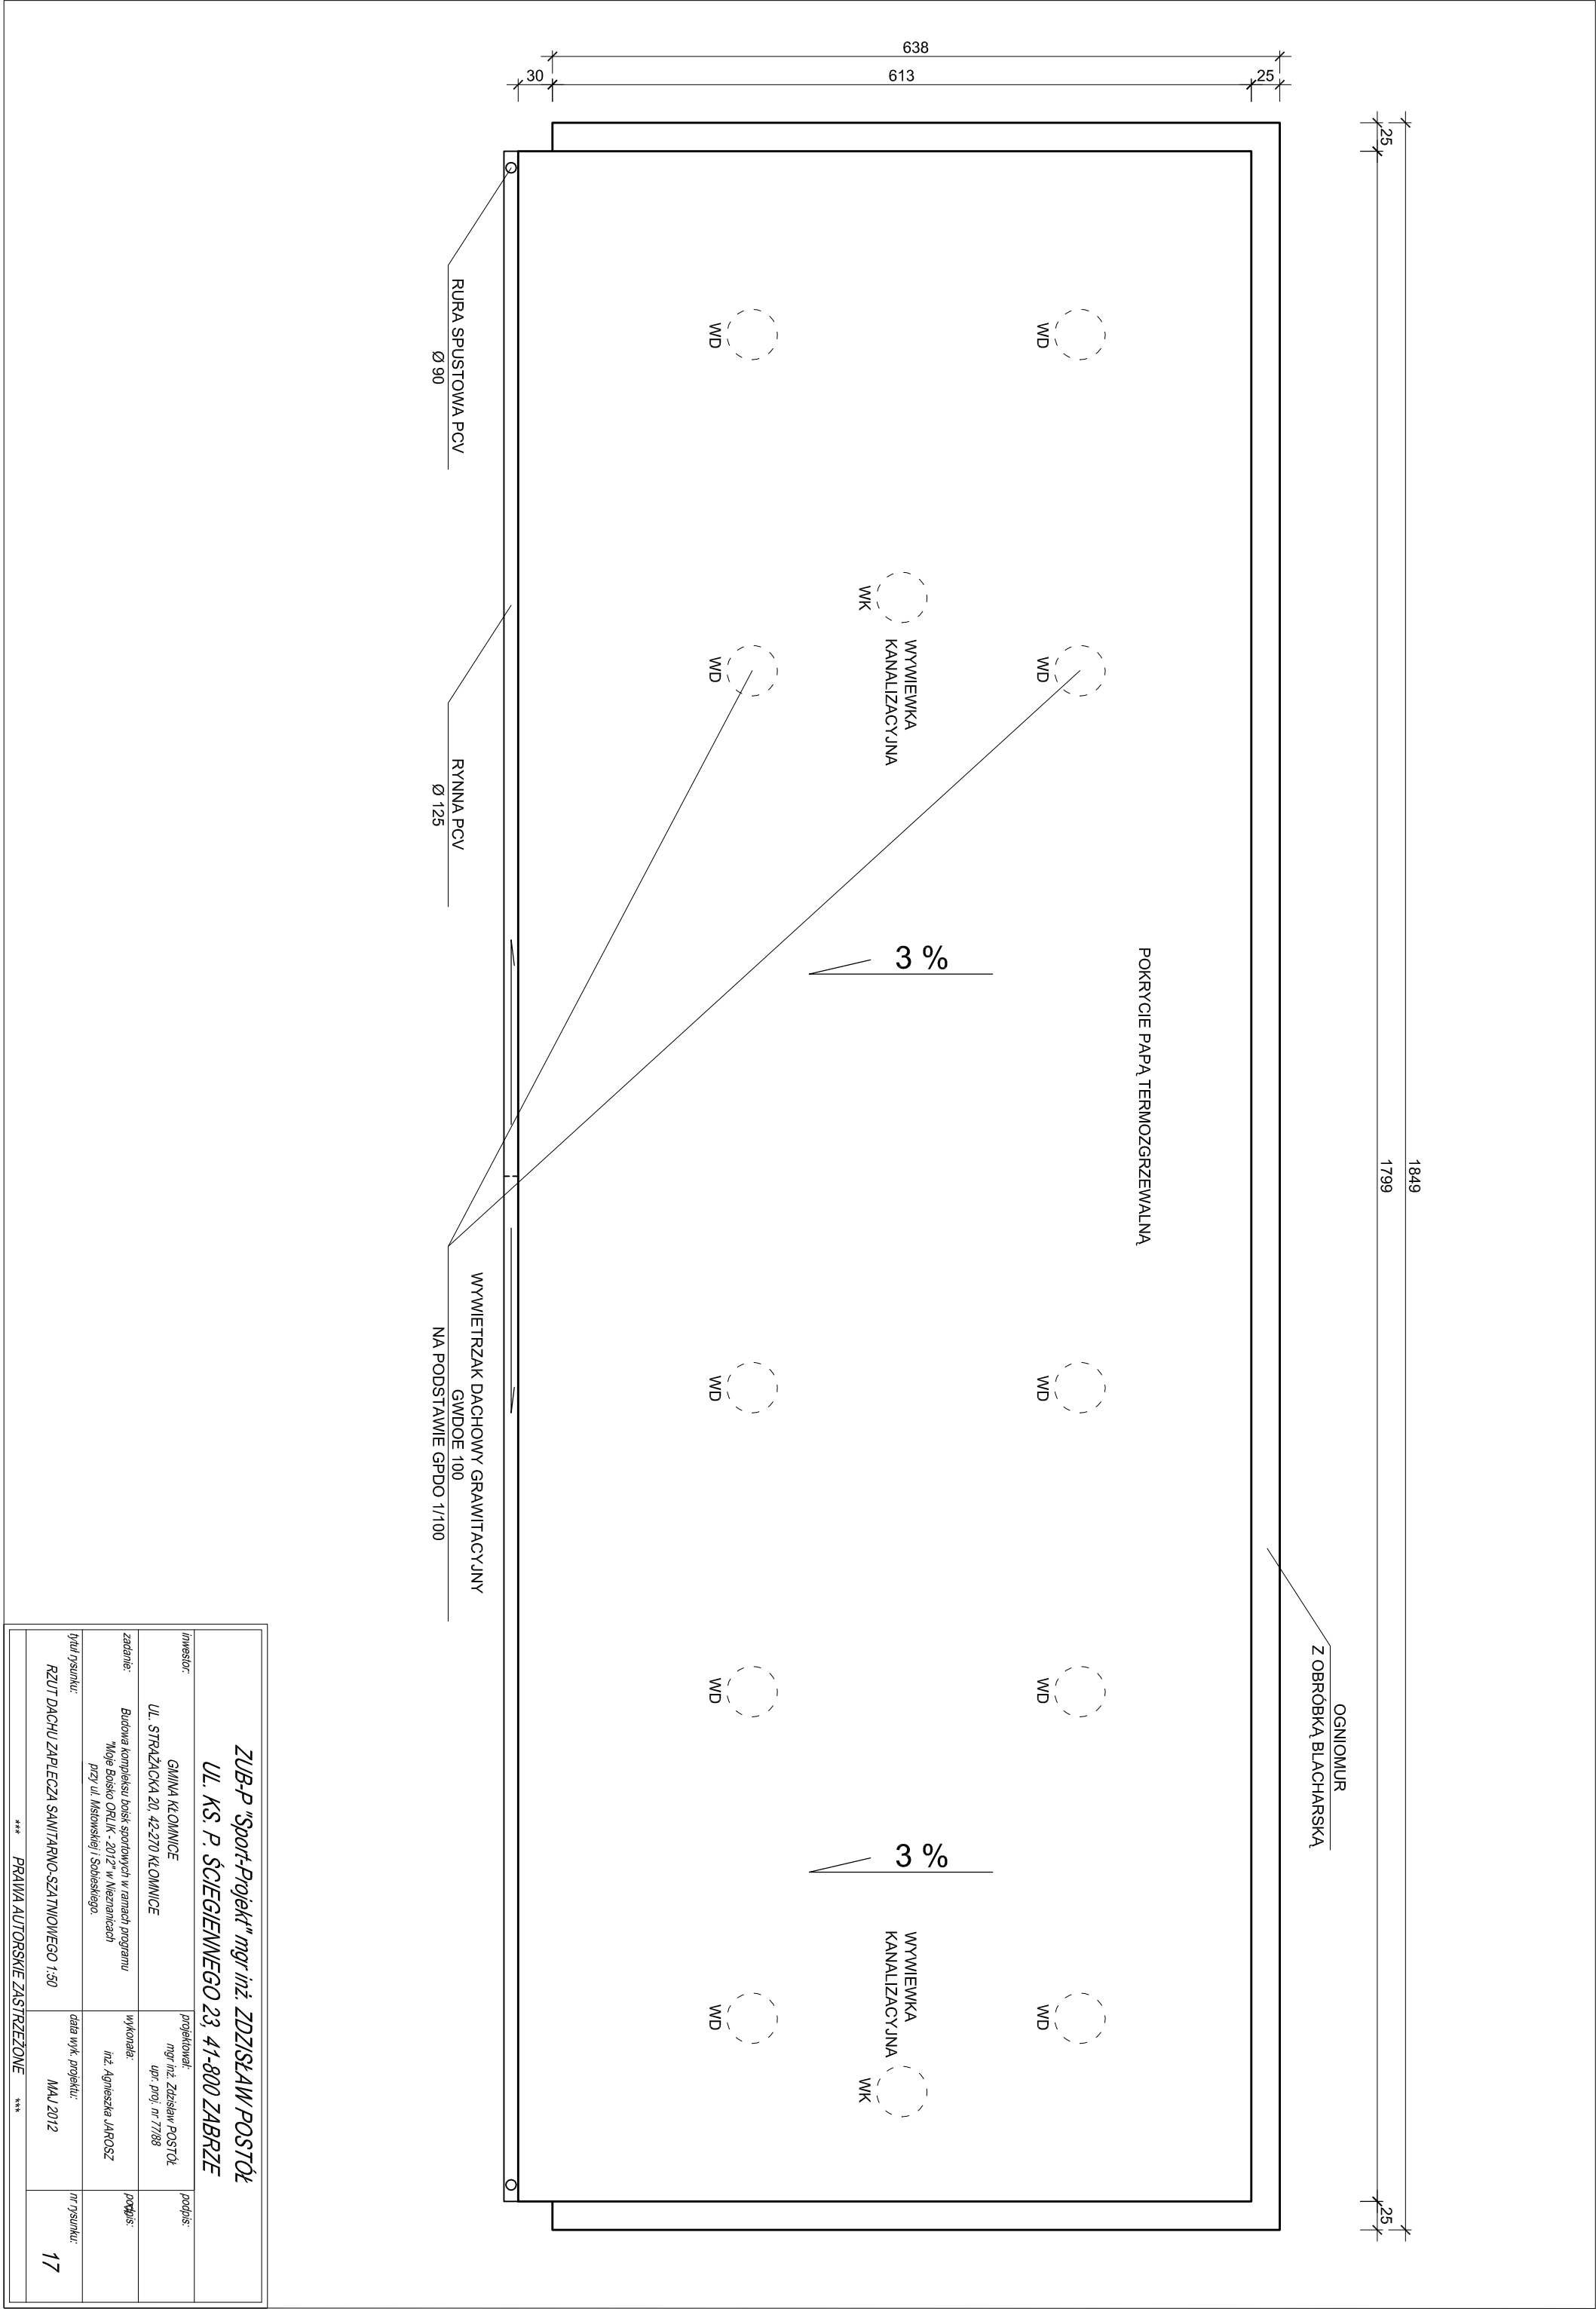 1849
1799
25
25
638
613
30
25
OGNIOMUR
Z OBRÓBKĄ BLACHARSKĄ
POKRYCIE PAPĄ TERMOZGRZEWALNĄ
WD
WD
WD
WD
WD
WYWIEWKA
KANALIZACYJNA
WK
3 %
3 %
WYWIEWKA
KANALIZACYJNA
WK
WD
WD
WD
WD
WD
RURA SPUSTOWA PCV
Ø 90
RYNNA PCV
Ø 125
WYWIETRZAK DACHOWY GRAWITACYJNY
GWDOE 100
NA PODSTAWIE GPDO 1/100
ZUB-P "Sport-Projekt" mgr inż. ZDZISŁAW POSTÓŁ
UL. KS. P. ŚCIEGIENNEGO 23, 41-800 ZABRZE
inwestor:
GMINA KŁOMNICE
UL. STRAŻACKA 20, 42-270 KŁOMNICE
projektował:
mgr inż. Zdzisław POSTÓŁ
upr. proj. nr 77/88
podpis:
zadanie:
Budowa kompleksu boisk sportowych w ramach programu
"Moje Boisko ORLIK - 2012" w Nieznanicach
przy ul. Mstowskiej i Sobieskiego.
wykonała:
inż. Agnieszka JAROSZ
podpis:
tytuł rysunku:
RZUT DACHU ZAPLECZA SANITARNO-SZATNIOWEGO 1:50
data wyk. projektu:
MAJ 2012
nr rysunku:
17
*** PRAWA AUTORSKIE ZASTRZEŻONE ***